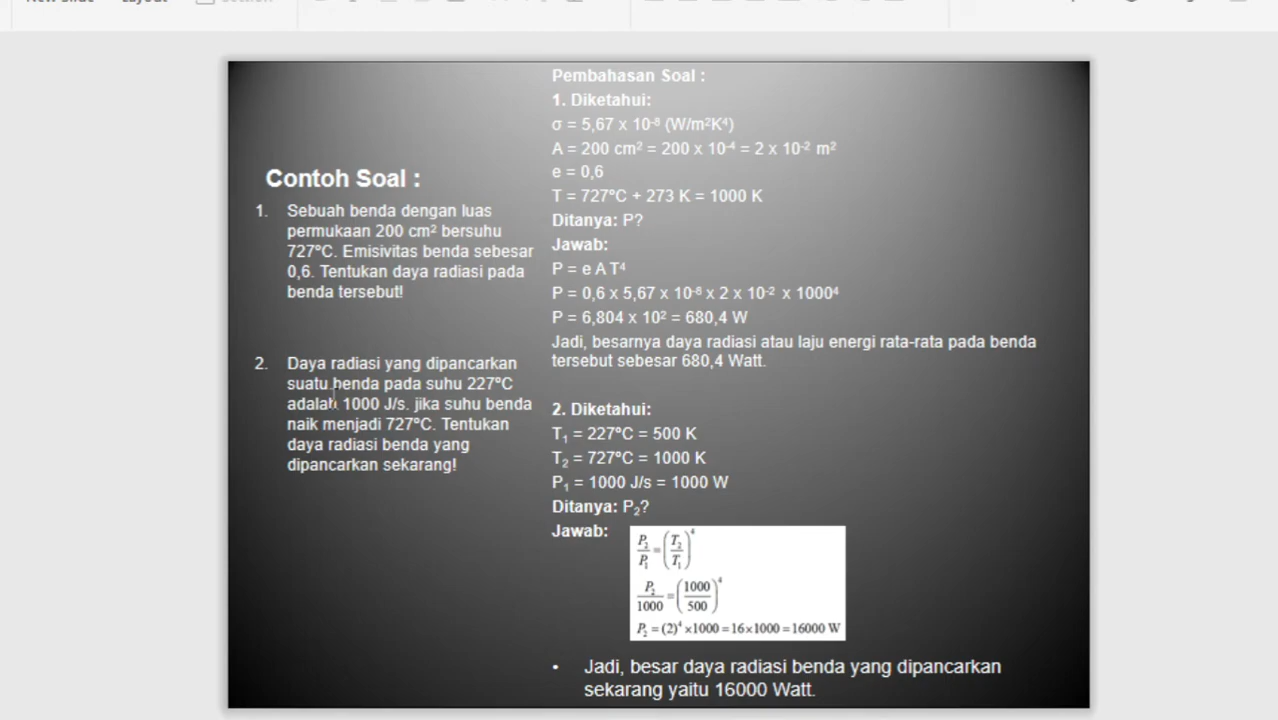 Contoh Soal :
1. Sebuah benda dengan luas
permukaan 200 cm² bersuhu
727ºC. Emisivitas benda sebesar
0,6. Tentukan daya radiasi pada
benda tersebut!
2. Daya radiasi yang dipancarkan
suatu benda pada suhu 227ºC
adalah 1000 J/s. jika suhu benda
naik menjadi 727ºC. Tentukan
daya radiasi benda yang
dipancarkan sekarang!
Pembahasan Soal :
1. Diketahui:
σ = 5,67 x 10⁻⁸ (W/m²K⁴)
A = 200 cm² = 200 x 10⁻⁴ = 2 x 10⁻² m²
e = 0,6
T = 727ºC + 273 K = 1000 K
Ditanya: P?
Jawab:
P = e A T⁴
P = 0,6 x 5,67 x 10⁻⁸ x 2 x 10⁻² x 1000⁴
P = 6,804 x 10² = 680,4 W
Jadi, besarnya daya radiasi atau laju energi rata-rata pada benda
tersebut sebesar 680,4 Watt.
2. Diketahui:
T₁ = 227ºC = 500 K
T₂ = 727ºC = 1000 K
P₁ = 1000 J/s = 1000 W
Ditanya: P₂?
Jawab:
P₂/P₁ = (T₂/T₁)⁴
P₂/1000 = (1000/500)⁴
P₂ = (2)⁴ ×1000 = 16×1000 = 16000 W
• Jadi, besar daya radiasi benda yang dipancarkan
sekarang yaitu 16000 Watt.